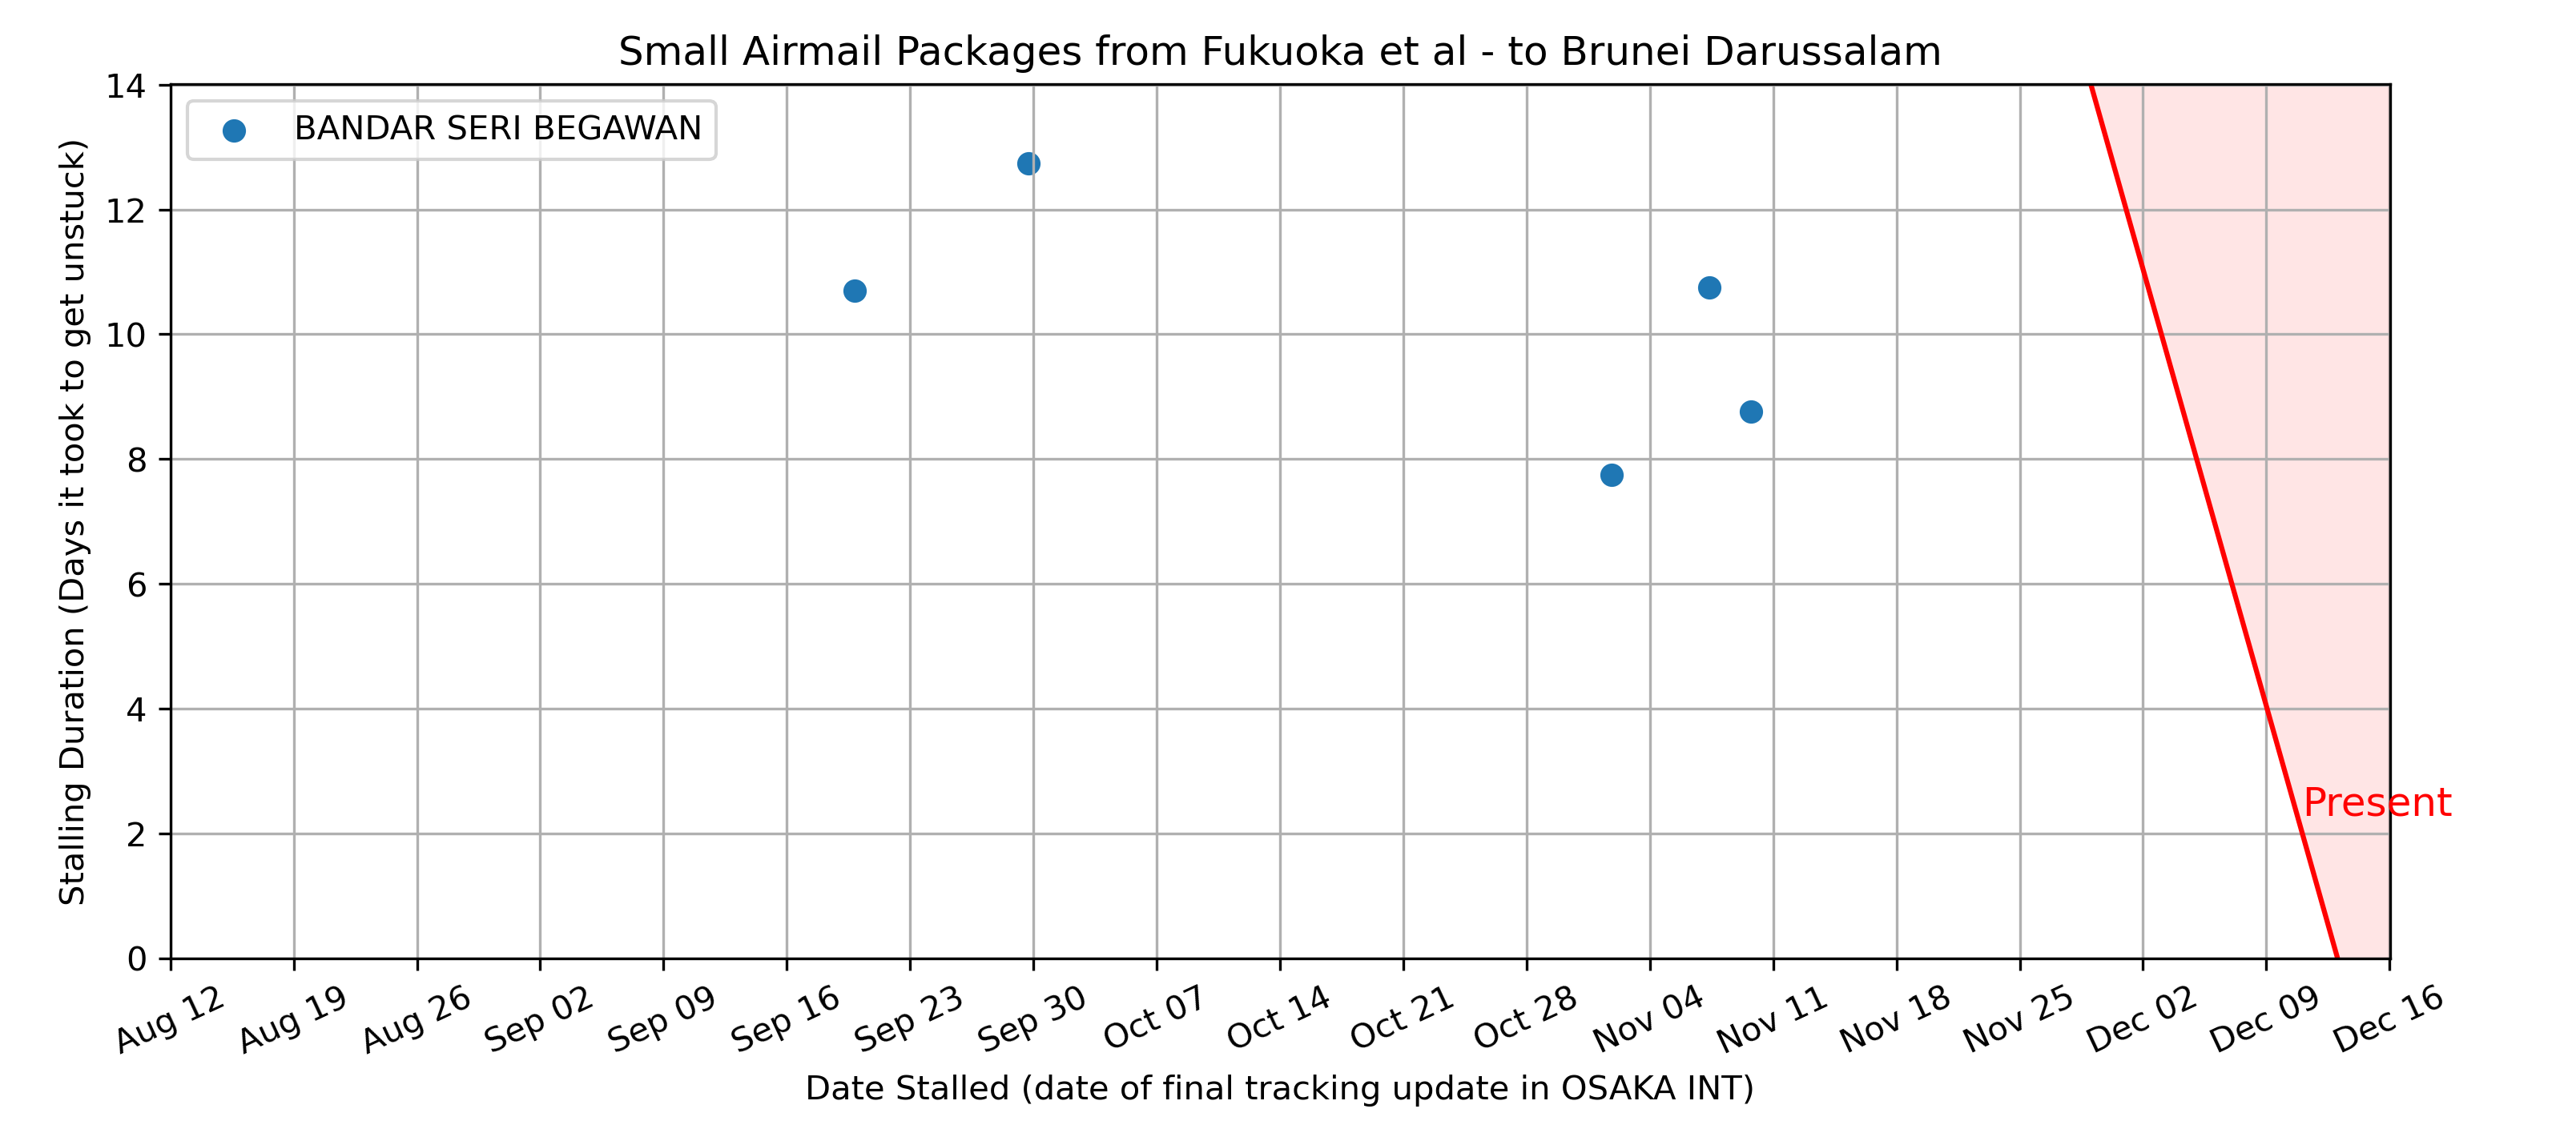 Small Airmail Packages from Fukuoka et al - to Brunei Darussalam
BANDAR SERI BEGAWAN
Stalling Duration (Days it took to get unstuck)
14
12
10
8
6
4
2
0
Present
Aug 12
Aug 19
Aug 26
Sep 02
Sep 09
Sep 16
Sep 23
Sep 30
Oct 07
Oct 14
Oct 21
Oct 28
Nov 04
Nov 11
Nov 18
Nov 25
Dec 02
Dec 09
Dec 16
Date Stalled (date of final tracking update in OSAKA INT)